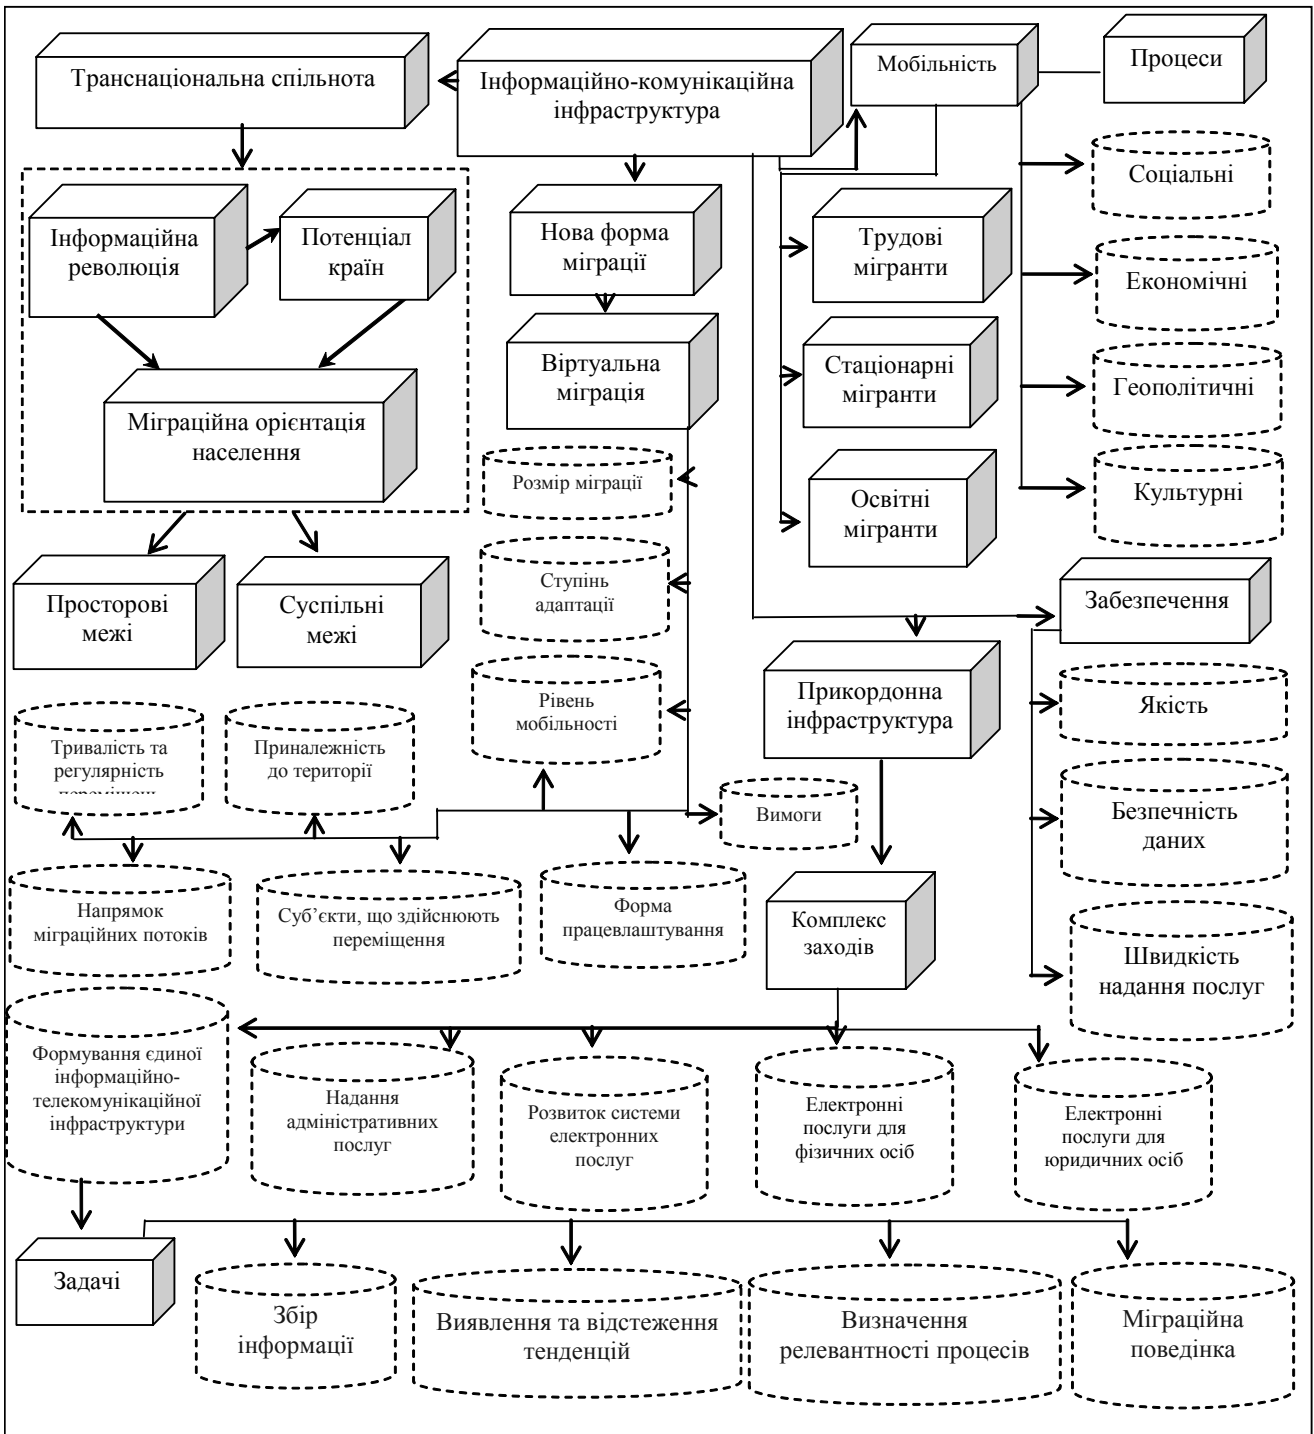 Транснаціональна спільнота
Інформаційно-комунікаційна
інфраструктура
Мобільність
Процеси
Соціальні
Інформаційна
революція
Потенціал
країн
Нова форма
міграції
Трудові
мігранти
Економічні
Віртуальна
міграція
Стаціонарні
мігранти
Геополітичні
Міграційна орієнтація
населення
Розмір міграції
Освітні
мігранти
Культурні
Просторові
межі
Суспільні
межі
Ступінь
адаптації
Забезпечення
Прикордонна
інфраструктура
Рівень
мобільності
Якість
Тривалість та
регулярність
переміщень
Приналежність
до території
Вимоги
Безпечність
даних
Напрямок
міграційних потоків
Суб’єкти, що здійснюють
переміщення
Форма
працевлаштування
Комплекс
заходів
Швидкість
надання послуг
Формування єдиної
інформаційно-
телекомунікаційної
інфраструктури
Надання
адміністративних
послуг
Розвиток системи
електронних
послуг
Електронні
послуги для
фізичних осіб
Електронні
послуги для
юридичних осіб
Задачі
Збір
інформації
Виявлення та відстеження
тенденцій
Визначення
релевантності процесів
Міграційна
поведінка